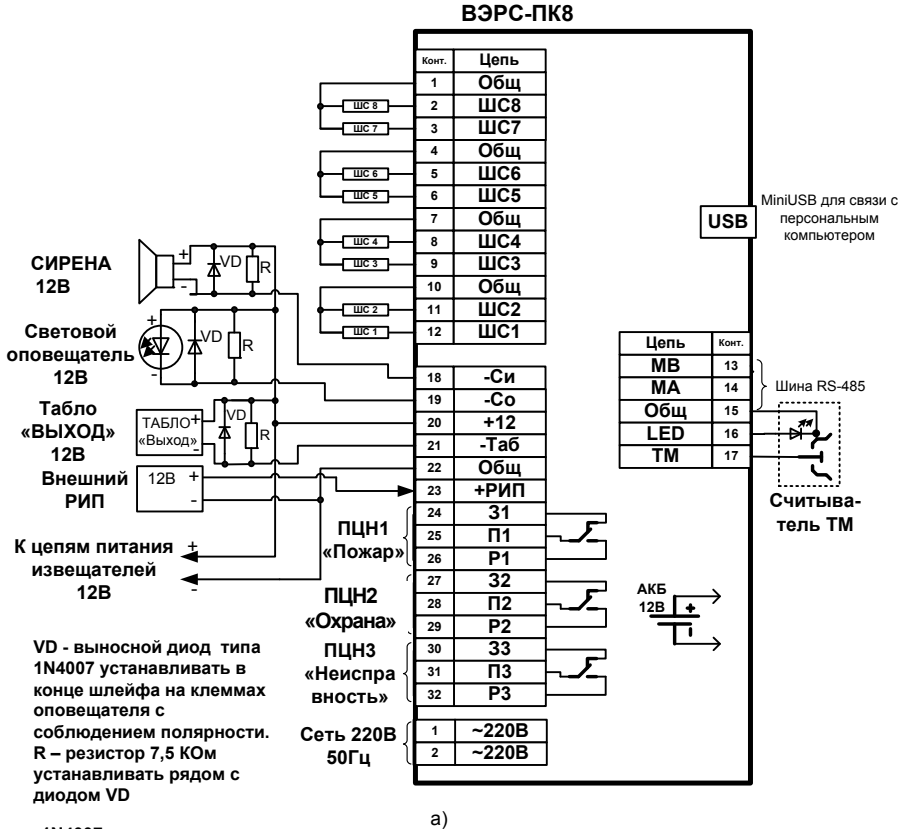 ВЭРС-ПК8
Конт. Цепь
1 Общ
ШС 8 2 ШС8
ШС 7 3 ШС7
4 Общ
ШС 6 5 ШС6
ШС 5 6 ШС5
7 Общ
ШС 4 8 ШС4
ШС 3 9 ШС3
10 Общ
ШС 2 11 ШС2
ШС 1 12 ШС1
USB
MiniUSB для связи с
персональным
компьютером
СИРЕНА
12В
+ VD R
-
Световой
оповещатель
12В
+ VD R
-
Табло
«ВЫХОД»
12В
ТАБЛО + VD R
«Выход» -
Внешний
РИП
12В +
-
К цепям питания
извещателей
12В
+
-
18 -Си
19 -Со
20 +12
21 -Таб
22 Общ
23 +РИП
24 З1
25 П1
26 Р1
27 З2
28 П2
29 Р2
30 З3
31 П3
32 Р3
ПЦН1
«Пожар»
ПЦН2
«Охрана»
ПЦН3
«Неиспра
вность»
Сеть 220В
50Гц
1 ~220В
2 ~220В
Цепь Конт.
МВ 13
МА 14
Общ 15
LED 16
ТМ 17
Шина RS-485
Считыва-
тель ТМ
АКБ
12В
+
-
VD - выносной диод типа
1N4007 устанавливать в
конце шлейфа на клеммах
оповещателя с
соблюдением полярности.
R – резистор 7,5 КОм
устанавливать рядом с
диодом VD
а)